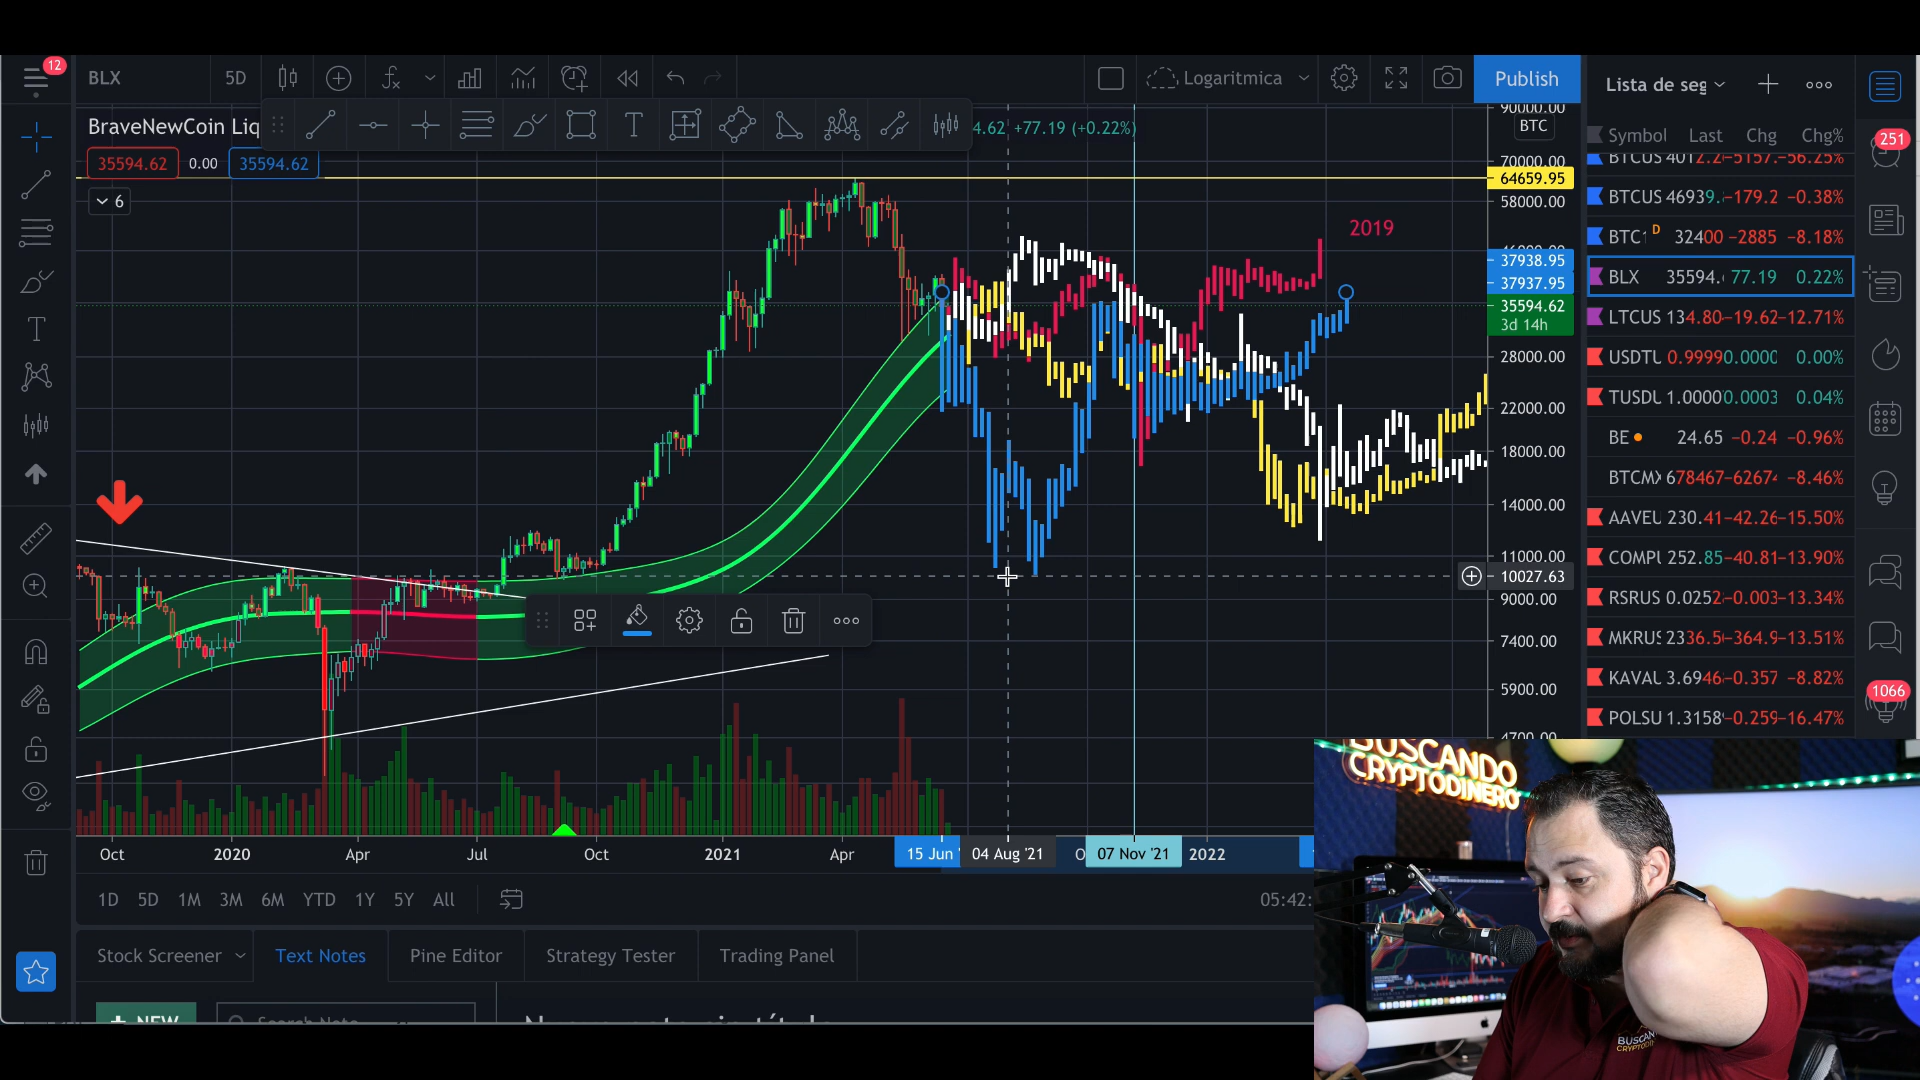 12
BLX
5D
Logaritmica
Publish
Lista de seg
BraveNewCoin Liq
4.62 +77.19 (+0.22%)
35594.62 0.00 35594.62
6
2019
90000.00
BTC
70000.00
64659.95
58000.00
37938.95
37937.95
35594.62
3d 14h
28000.00
22000.00
18000.00
14000.00
11000.00
10027.63
9000.00
7400.00
5900.00
4700.00
Symbol Last Chg Chg%
BTCUS 4012.2 -5157. -56.25%
BTCUS 46939. -179.2 -0.38%
BTC1 D 32400 -2885 -8.18%
BLX 35594. 77.19 0.22%
LTCUS 134.80 -19.62 -12.71%
USDTU 0.99990 0.0000 0.00%
TUSDU 1.0000 0.0003 0.04%
BE 24.65 -0.24 -0.96%
BTCMX 678467 -62674 -8.46%
AAVEU 230.41 -42.26 -15.50%
COMPU 252.85 -40.81 -13.90%
RSRUS 0.0252 -0.003 -13.34%
MKRUS 2336.5 -364.9 -13.51%
KAVAU 3.6946 -0.357 -8.82%
POLSU 1.3158 -0.259 -16.47%
251
1066
Oct 2020 Apr Jul Oct 2021 Apr 15 Jun ' 04 Aug '21 O 07 Nov '21 2022
1D 5D 1M 3M 6M YTD 1Y 5Y All
05:42:
Stock Screener Text Notes Pine Editor Strategy Tester Trading Panel
+ NEW
Search Note
BUSCANDO
CRYPTODINERO